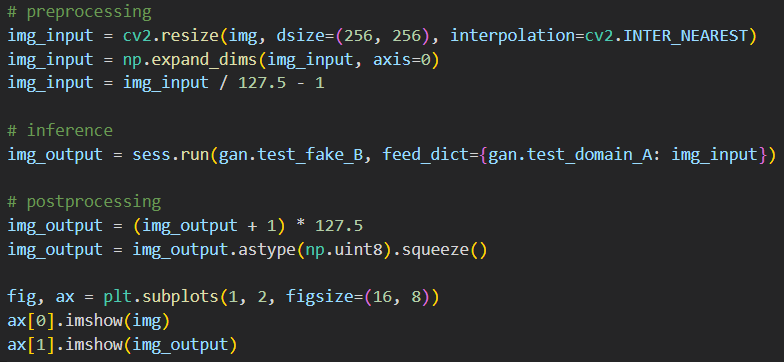 # preprocessing
img_input = cv2.resize(img, dsize=(256, 256), interpolation=cv2.INTER_NEAREST)
img_input = np.expand_dims(img_input, axis=0)
img_input = img_input / 127.5 - 1

# inference
img_output = sess.run(gan.test_fake_B, feed_dict={gan.test_domain_A: img_input})

# postprocessing
img_output = (img_output + 1) * 127.5
img_output = img_output.astype(np.uint8).squeeze()

fig, ax = plt.subplots(1, 2, figsize=(16, 8))
ax[0].imshow(img)
ax[1].imshow(img_output)